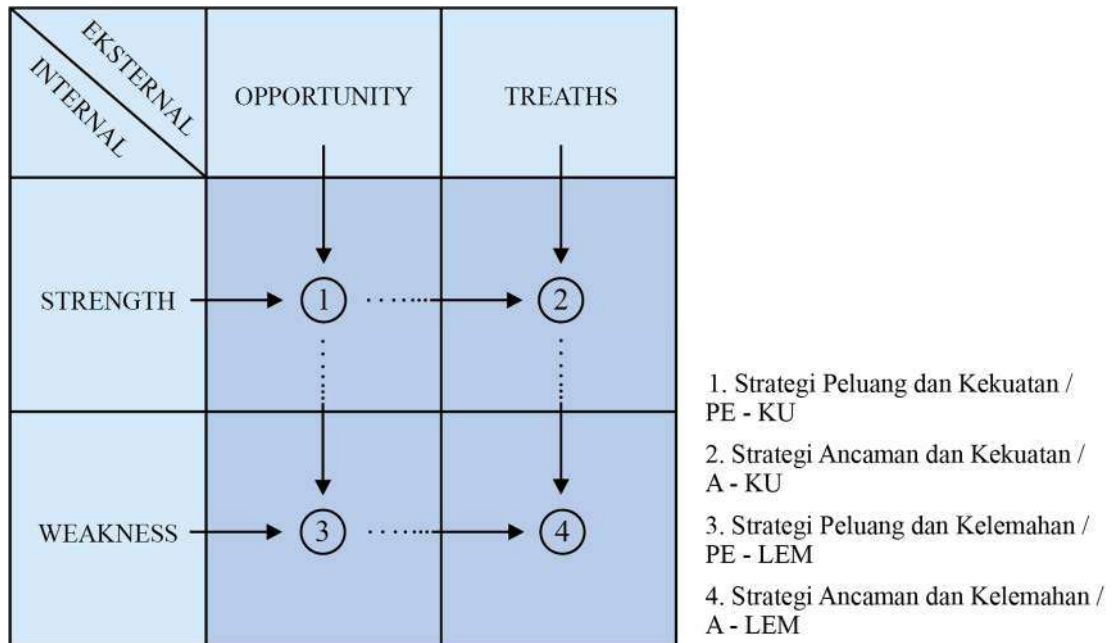 EKSTERNAL
INTERNAL
OPPORTUNITY
TREATHS
STRENGTH
1
2
WEAKNESS
3
4
1. Strategi Peluang dan Kekuatan /
PE - KU
2. Strategi Ancaman dan Kekuatan /
A - KU
3. Strategi Peluang dan Kelemahan /
PE - LEM
4. Strategi Ancaman dan Kelemahan /
A - LEM